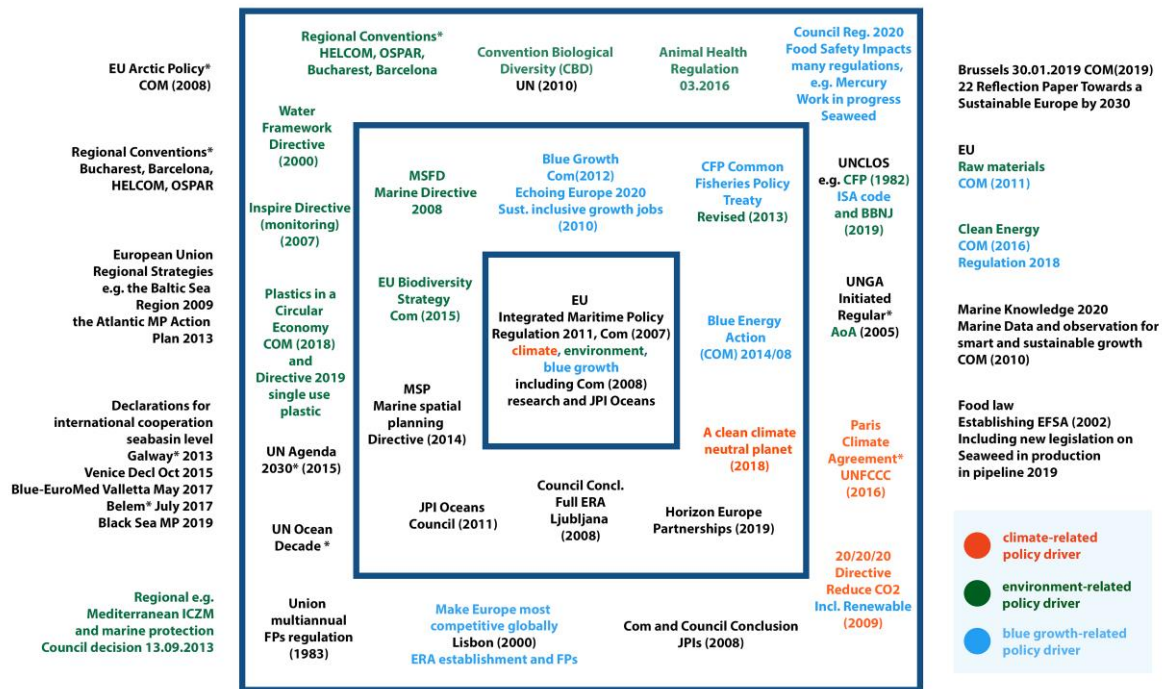 EU Arctic Policy*
COM (2008)
Regional Conventions*
Bucharest, Barcelona,
HELCOM, OSPAR
European Union
Regional Strategies
e.g. the Baltic Sea
Region 2009
the Atlantic MP Action
Plan 2013
Declarations for
international cooperation
seabasin level
Galway* 2013
Venice Decl Oct 2015
Blue-EuroMed Valletta May 2017
Belem* July 2017
Black Sea MP 2019
Regional e.g.
Mediterranean ICZM
and marine protection
Council decision 13.09.2013
Regional Conventions*
HELCOM, OSPAR,
Bucharest, Barcelona
Convention Biological
Diversity (CBD)
UN (2010)
Animal Health
Regulation
03.2016
Council Reg. 2020
Food Safety Impacts
many regulations,
e.g. Mercury
Work in progress
Seaweed
Water
Framework
Directive
(2000)
Inspire Directive
(monitoring)
(2007)
Plastics in a
Circular
Economy
COM (2018)
and
Directive 2019
single use
plastic
UN Agenda
2030* (2015)
UN Ocean
Decade *
Union
multiannual
FPs regulation
(1983)
Make Europe most
competitive globally
Lisbon (2000)
ERA establishment and FPs
Com and Council Conclusion
JPIs (2008)
UNCLOS
e.g. CFP (1982)
ISA code
and BBNJ
(2019)
UNGA
Initiated
Regular*
AoA (2005)
Paris
Climate
Agreement*
UNFCCC
(2016)
20/20/20
Directive
Reduce CO2
Incl. Renewable
(2009)
MSFD
Marine Directive
2008
Blue Growth
Com(2012)
Echoing Europe 2020
Sust. inclusive growth jobs
(2010)
CFP Common
Fisheries Policy
Treaty
Revised (2013)
EU Biodiversity
Strategy
Com (2015)
MSP
Marine spatial
planning
Directive (2014)
Blue Energy
Action
(COM) 2014/08
A clean climate
neutral planet
(2018)
JPI Oceans
Council (2011)
Council Concl.
Full ERA
Ljubljana
(2008)
Horizon Europe
Partnerships (2019)
EU
Integrated Maritime Policy
Regulation 2011, Com (2007)
climate, environment,
blue growth
including Com (2008)
research and JPI Oceans
Brussels 30.01.2019 COM(2019)
22 Reflection Paper Towards a
Sustainable Europe by 2030
EU
Raw materials
COM (2011)
Clean Energy
COM (2016)
Regulation 2018
Marine Knowledge 2020
Marine Data and observation for
smart and sustainable growth
COM (2010)
Food law
Establishing EFSA (2002)
Including new legislation on
Seaweed in production
in pipeline 2019
climate-related
policy driver
environment-related
policy driver
blue growth-related
policy driver